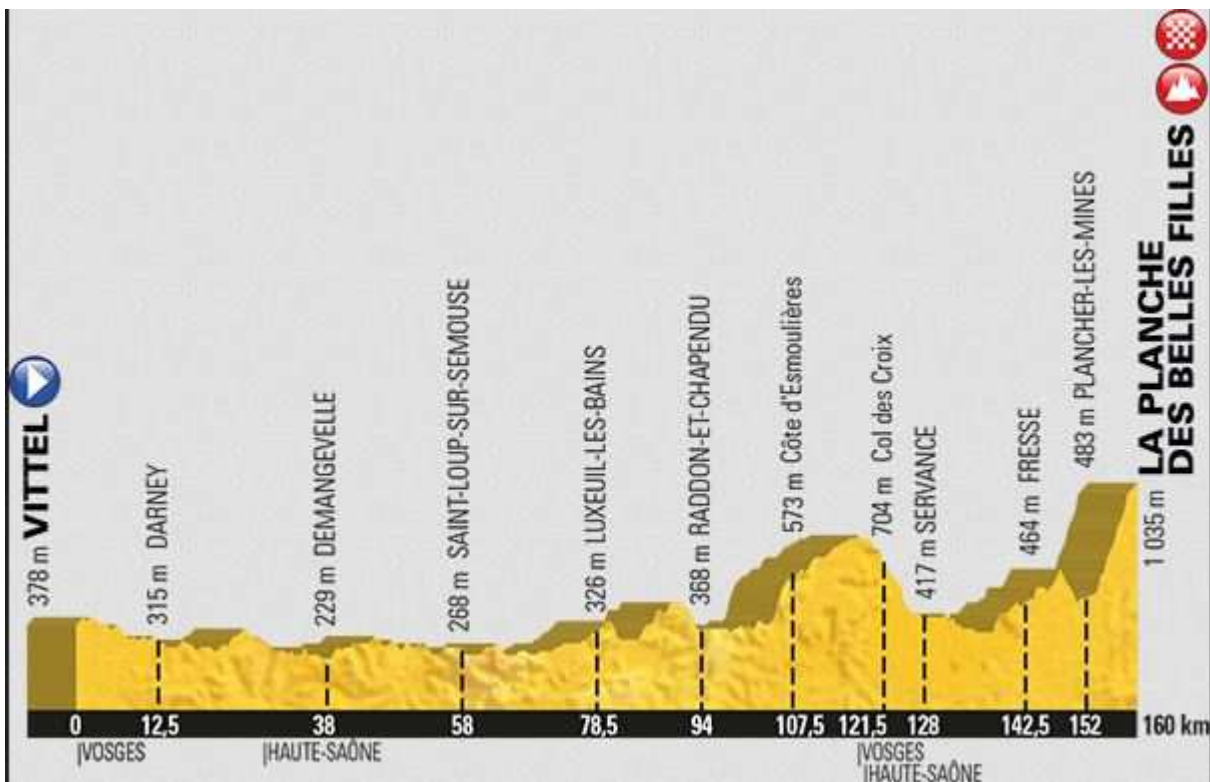 378 m VITTEL
315 m DARNEY
229 m DEMANGEVELLE
268 m SAINT-LOUP-SUR-SEMOUSE
326 m LUXEUIL-LES-BAINS
368 m RADDON-ET-CHAPENDU
573 m Côte d'Esmoulières
704 m Col des Croix
417 m SERVANCE
464 m FRESSE
483 m PLANCHER-LES-MINES
1 035 m LA PLANCHE
DES BELLES FILLES
0 12,5 38 58 78,5 94 107,5 121,5 128 142,5 152 160 km
|VOSGES |HAUTE-SAÔNE |VOSGES
|HAUTE-SAÔNE